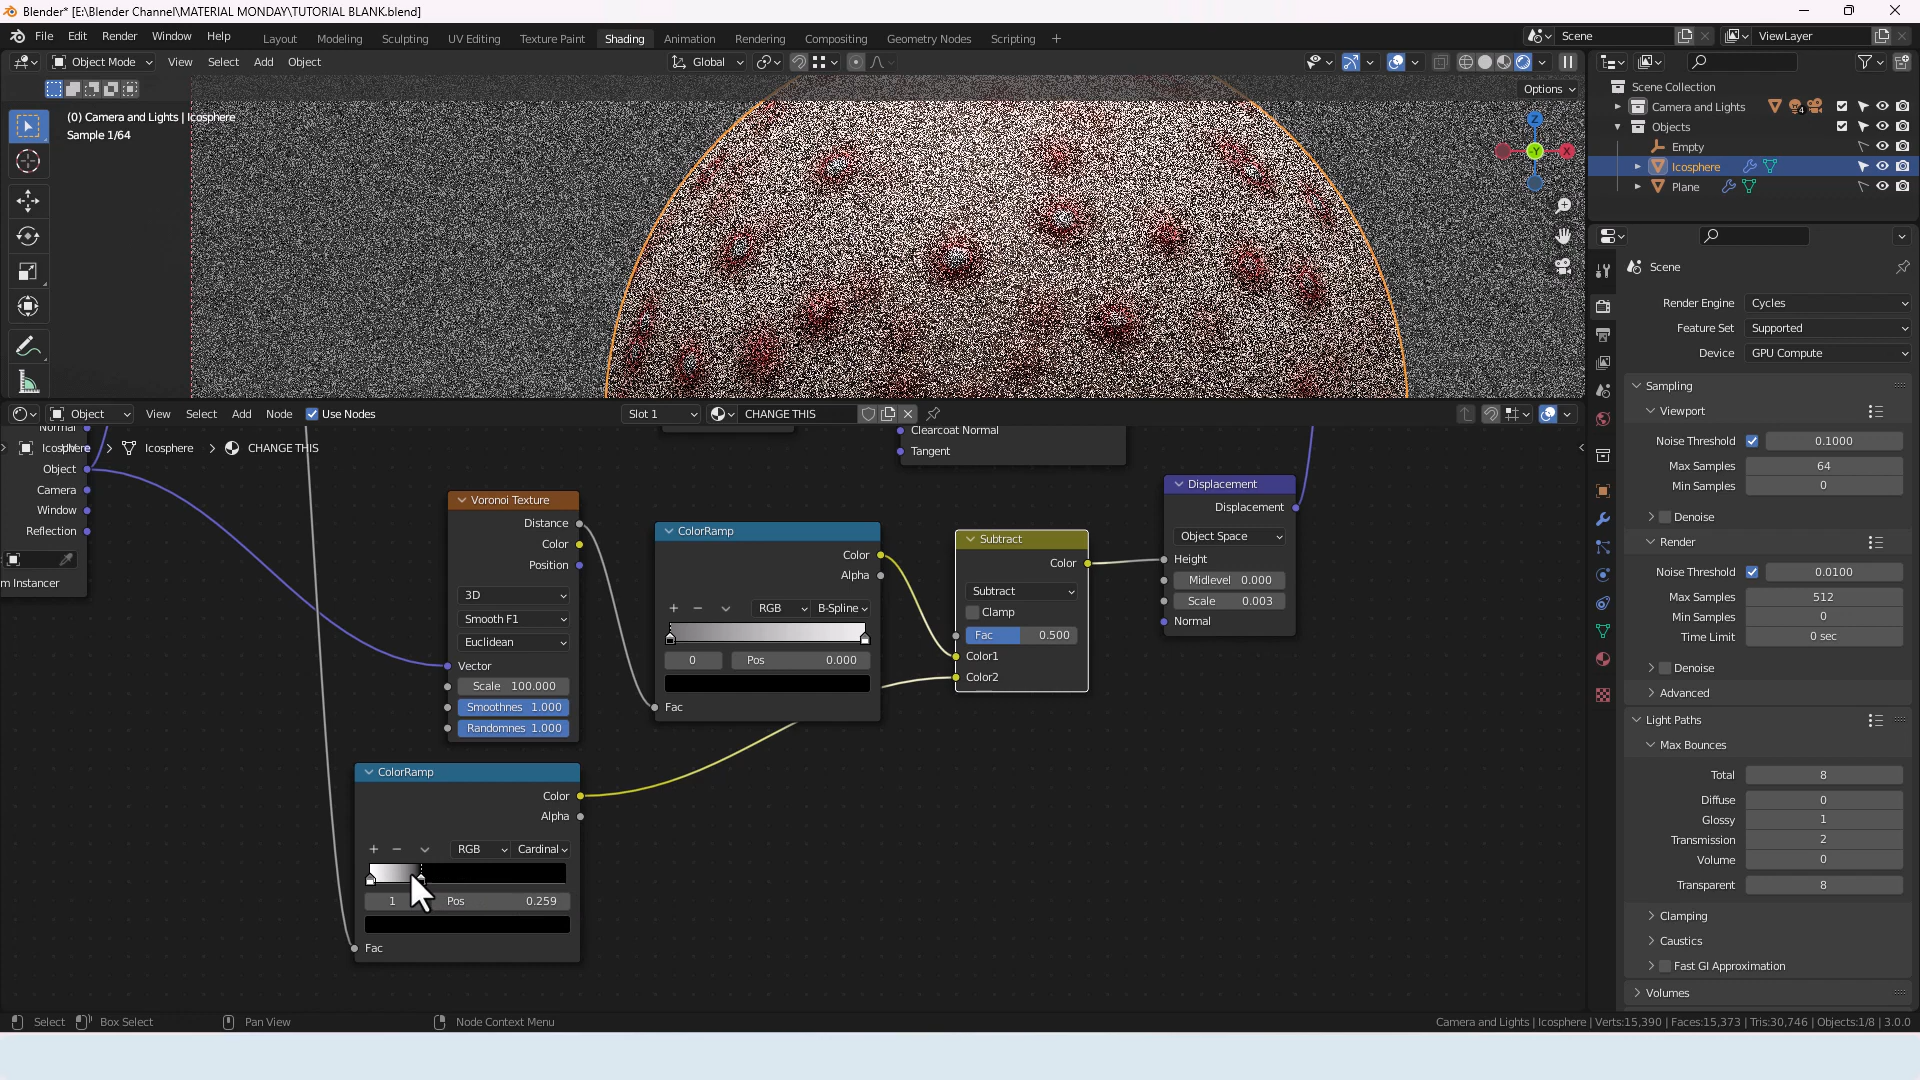 Blender* [E:\Blender Channel\MATERIAL MONDAY\TUTORIAL BLANK.blend]
File Edit Render Window Help Layout Modeling Sculpting UV Editing Texture Paint Shading Animation Rendering Compositing Geometry Nodes Scripting + Scene ViewLayer
Object Mode View Select Add Object Global
Options
(0) Camera and Lights | Icosphere
Sample 1/64
Z
Y
X
Scene Collection
Camera and Lights 4
Objects
Empty
Icosphere
Plane
Scene
Render Engine Cycles
Feature Set Supported
Device GPU Compute
Sampling
Viewport
Noise Threshold 0.1000
Max Samples 64
Min Samples 0
Denoise
Render
Noise Threshold 0.0100
Max Samples 512
Min Samples 0
Time Limit 0 sec
Denoise
Advanced
Light Paths
Max Bounces
Total 8
Diffuse 0
Glossy 1
Transmission 2
Volume 0
Transparent 8
Clamping
Caustics
Fast GI Approximation
Volumes
Object View Select Add Node Use Nodes Slot 1 CHANGE THIS
Icosphere > Icosphere > CHANGE THIS
Normal
Object
Camera
Window
Reflection
m Instancer
Clearcoat Normal
Tangent
Voronoi Texture
Distance
Color
Position
3D
Smooth F1
Euclidean
Vector
Scale 100.000
Smoothnes 1.000
Randomnes 1.000
ColorRamp
Color
Alpha
+ − RGB B-Spline
0 Pos 0.000
Fac
Subtract
Color
Subtract
Clamp
Fac 0.500
Color1
Color2
Displacement
Displacement
Object Space
Height
Midlevel 0.000
Scale 0.003
Normal
ColorRamp
Color
Alpha
+ − RGB Cardinal
1 Pos 0.259
Fac
Select Box Select Pan View Node Context Menu
Camera and Lights | Icosphere | Verts:15,390 | Faces:15,373 | Tris:30,746 | Objects:1/8 | 3.0.0